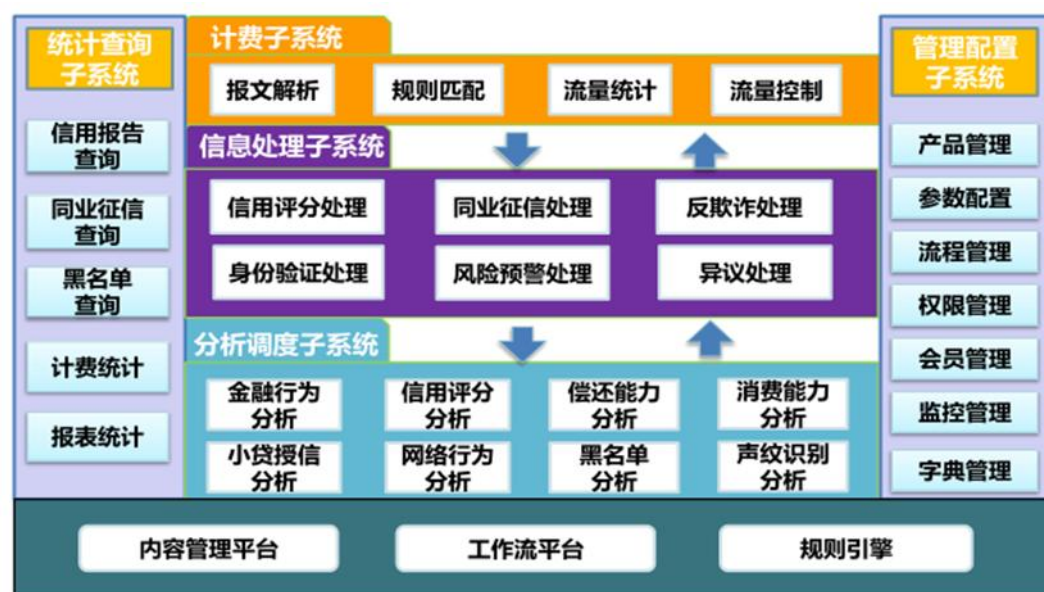 统计查询
子系统
信用报告
查询
同业征信
查询
黑名单
查询
计费统计
报表统计
计费子系统
报文解析
规则匹配
流量统计
流量控制
信息处理子系统
信用评分处理
同业征信处理
反欺诈处理
身份验证处理
风险预警处理
异议处理
分析调度子系统
金融行为
分析
信用评分
分析
偿还能力
分析
消费能力
分析
小贷授信
分析
网络行为
分析
黑名单
分析
声纹识别
分析
管理配置
子系统
产品管理
参数配置
流程管理
权限管理
会员管理
监控管理
字典管理
内容管理平台
工作流平台
规则引擎